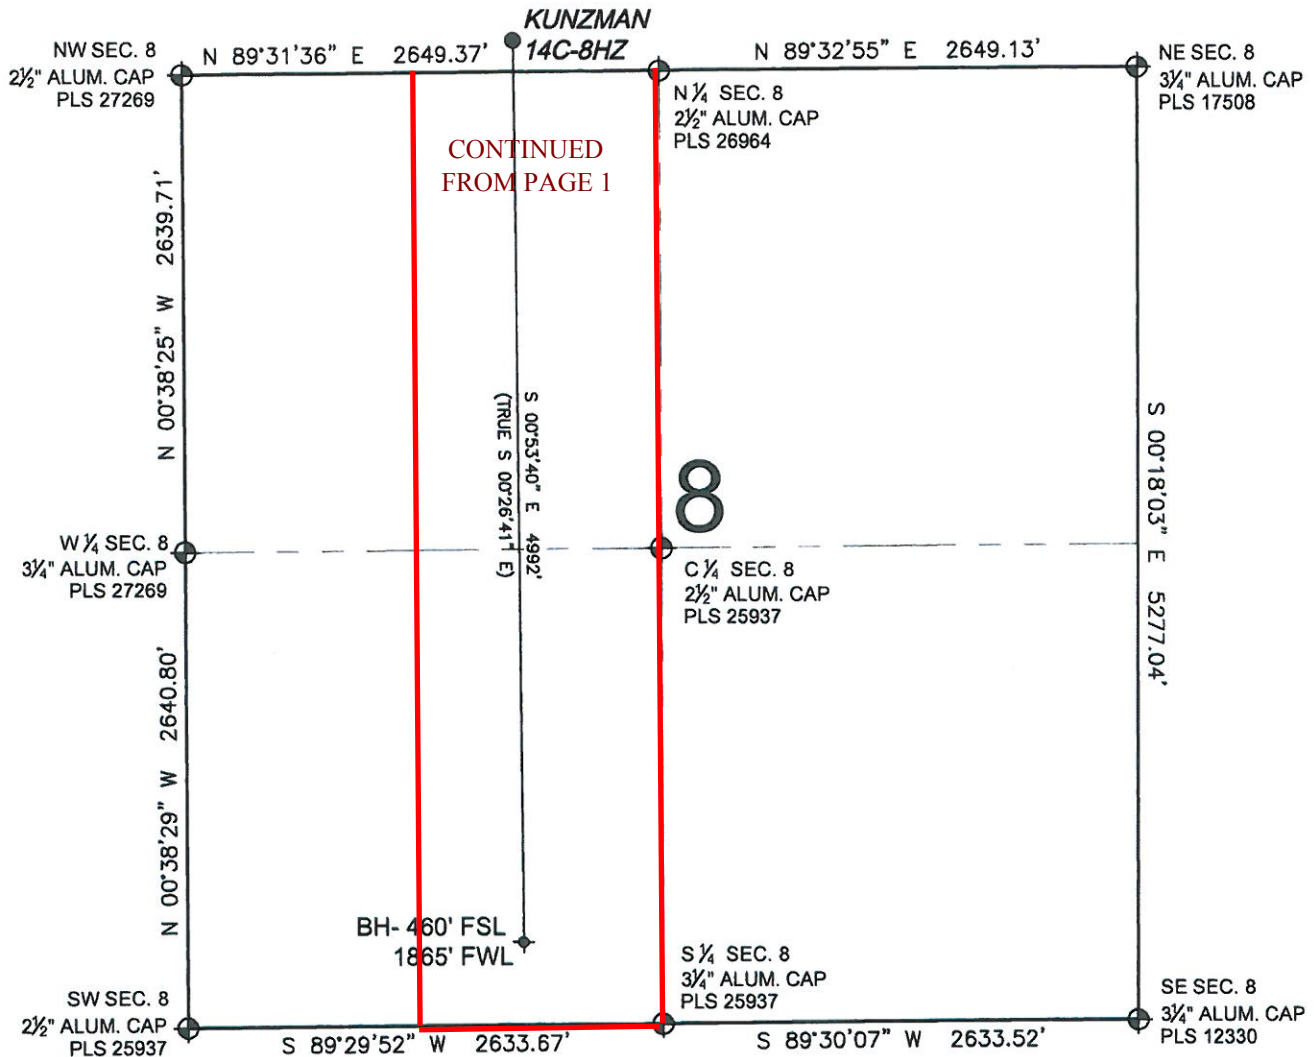 KUNZMAN
14C-8HZ
NW SEC. 8
2½" ALUM. CAP
PLS 27269
N 89°31'36" E 2649.37'
N 89°32'55" E 2649.13'
NE SEC. 8
3¼" ALUM. CAP
PLS 17508
N ¼ SEC. 8
2½" ALUM. CAP
PLS 26964
CONTINUED
FROM PAGE 1
N 00°38'25" W 2639.71'
S 00°53'40" E 4992'
(TRUE S 00°26'41" E)
S 00°18'03" E 5277.04'
8
W ¼ SEC. 8
3¼" ALUM. CAP
PLS 27269
C ¼ SEC. 8
2½" ALUM. CAP
PLS 25937
N 00°38'29" W 2640.80'
BH- 460' FSL
1865' FWL
S ¼ SEC. 8
3¼" ALUM. CAP
PLS 25937
SW SEC. 8
2½" ALUM. CAP
PLS 25937
S 89°29'52" W 2633.67'
S 89°30'07" W 2633.52'
SE SEC. 8
3¼" ALUM. CAP
PLS 12330